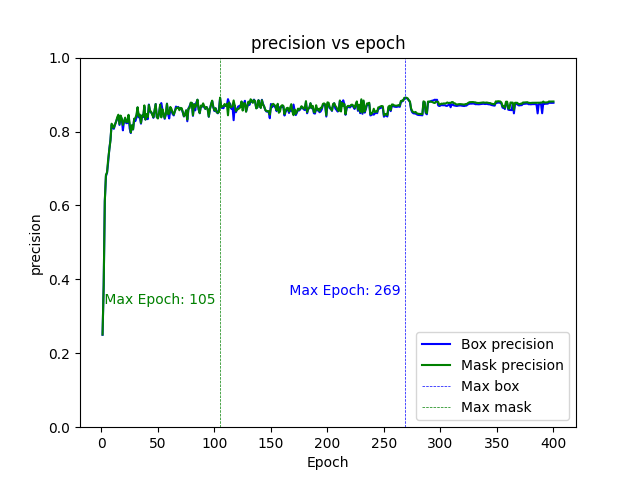 precision vs epoch
1.0
0.8
0.6
0.4
0.2
0.0
precision
Max Epoch: 105
Max Epoch: 269
Box precision
Mask precision
Max box
Max mask
0 50 100 150 200 250 300 350 400
Epoch